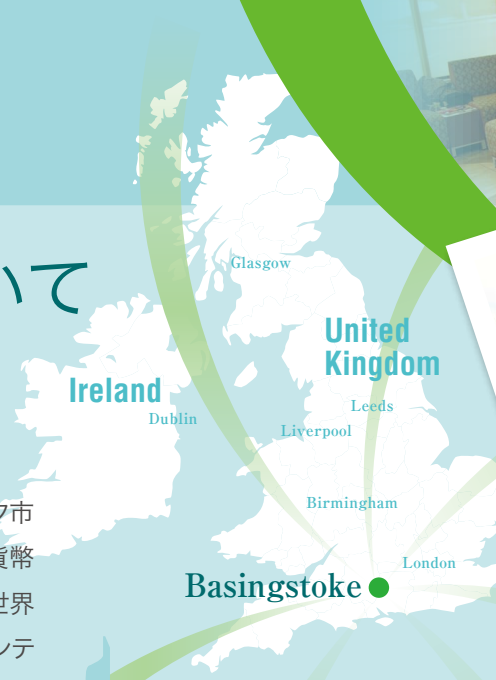 いて
Glasgow
United
Kingdom
Ireland
Leeds
Dublin
Liverpool
Birmingham
ク市
貨幣
London
Basingstoke
世界
ンテ